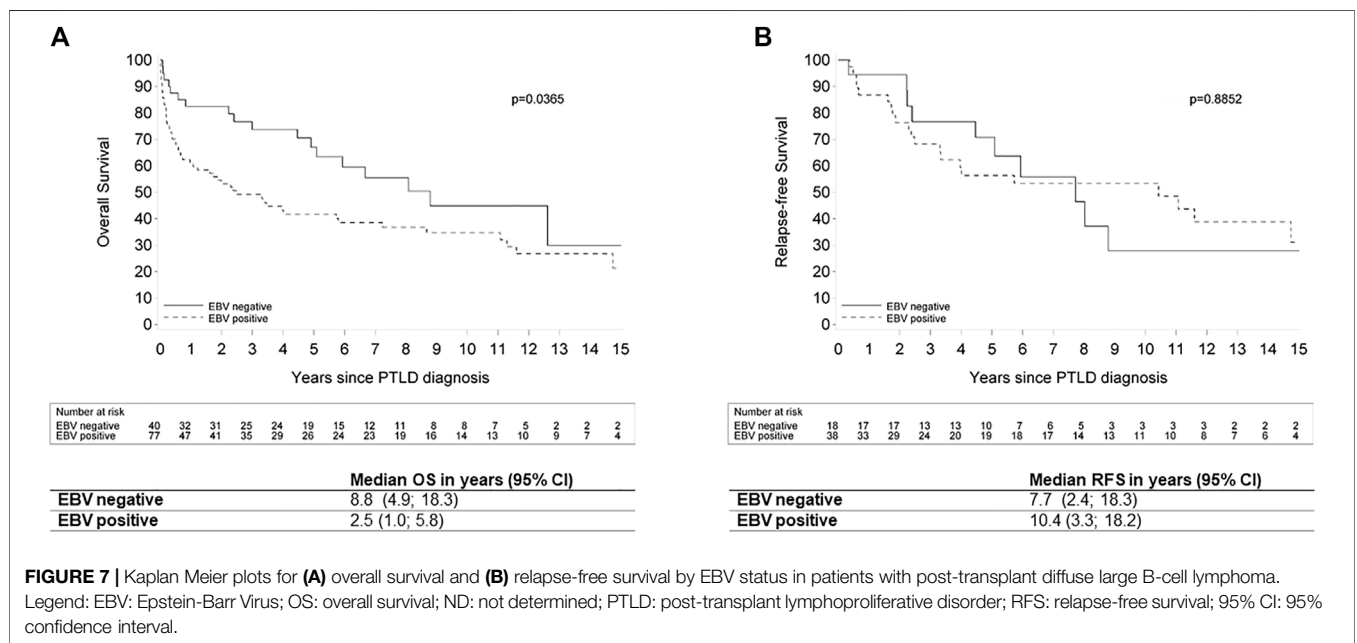 A
100
90
80
70
60
50
40
30
20
10
0
Overall Survival
p=0.0365
EBV negative
EBV positive
0 1 2 3 4 5 6 7 8 9 10 11 12 13 14 15
Years since PTLD diagnosis
Number at risk
EBV negative 40 32 31 25 24 19 15 12 11 8 8 7 5 2 2 2
EBV positive 77 47 41 35 29 26 24 23 19 16 14 13 10 9 7 4
Median OS in years (95% CI)
EBV negative 8.8 (4.9; 18.3)
EBV positive 2.5 (1.0; 5.8)
B
100
90
80
70
60
50
40
30
20
10
0
Relapse-free Survival
p=0.8852
EBV negative
EBV positive
0 1 2 3 4 5 6 7 8 9 10 11 12 13 14 15
Years since PTLD diagnosis
Number at risk
EBV negative 18 17 17 13 13 10 7 6 5 3 3 3 3 2 2 2
EBV positive 38 33 29 24 20 19 18 17 14 13 11 10 8 7 6 4
Median RFS in years (95% CI)
EBV negative 7.7 (2.4; 18.3)
EBV positive 10.4 (3.3; 18.2)
FIGURE 7 | Kaplan Meier plots for (A) overall survival and (B) relapse-free survival by EBV status in patients with post-transplant diffuse large B-cell lymphoma.
Legend: EBV: Epstein-Barr Virus; OS: overall survival; ND: not determined; PTLD: post-transplant lymphoproliferative disorder; RFS: relapse-free survival; 95% CI: 95%
confidence interval.